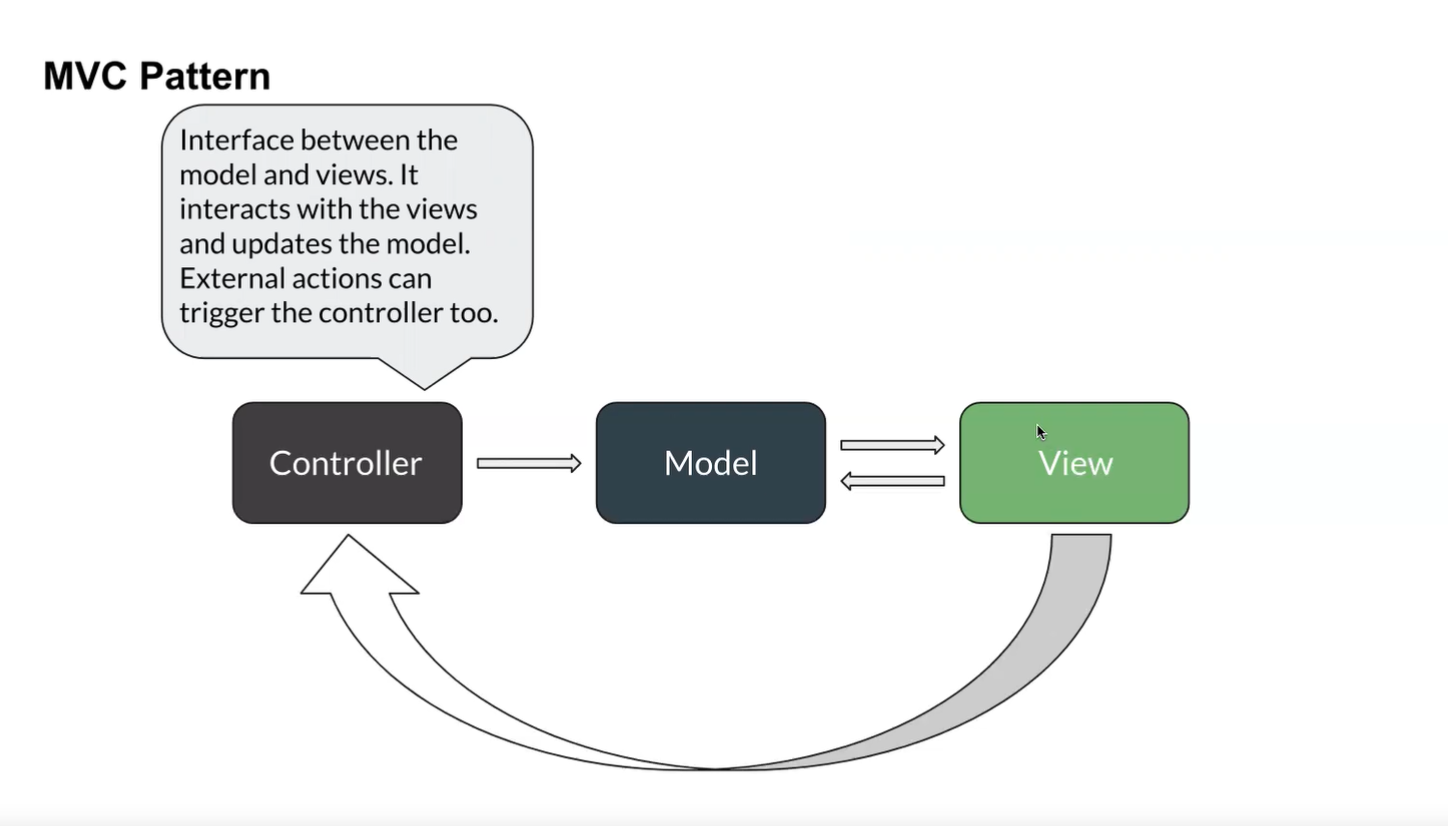 MVC Pattern
Interface between the
model and views. It
interacts with the views
and updates the model.
External actions can
trigger the controller too.
Controller
Model
View